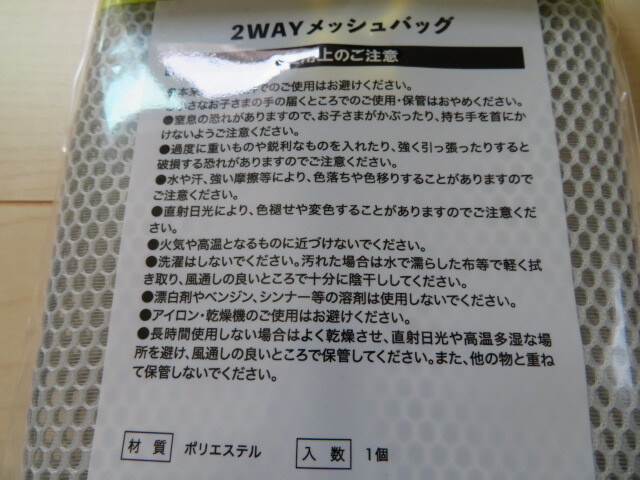 2WAYメッシュバッグ
用上のご注意
でのご使用はお避けください。
小さなお子さまの手の届くところでのご使用・保管はおやめください。
●窒息の恐れがありますので、お子さまがかぶったり、持ち手を首にか
けないようご注意ください。
●過度に重いものや鋭利なものを入れたり、強く引っ張ったりすると
破損する恐れがありますのでご注意ください。
●水や汗、強い摩擦等により、色落ちや色移りすることがありますので
ご注意ください。
●直射日光により、色褪せや変色することがありますのでご注意くださ
い。
●火気や高温となるものに近づけないでください。
●洗濯はしないでください。汚れた場合は水で濡らした布等で軽く拭
き取り、風通しの良いところで十分に陰干ししてください。
●漂白剤やベンジン、シンナー等の溶剤は使用しないでください。
●アイロン・乾燥機のご使用はお避けください。
●長時間使用しない場合はよく乾燥させ、直射日光や高温多湿な場
所を避け、風通しの良いところで保管してください。また、他の物と重ね
て保管しないでください。
材質 ポリエステル 入数 1個